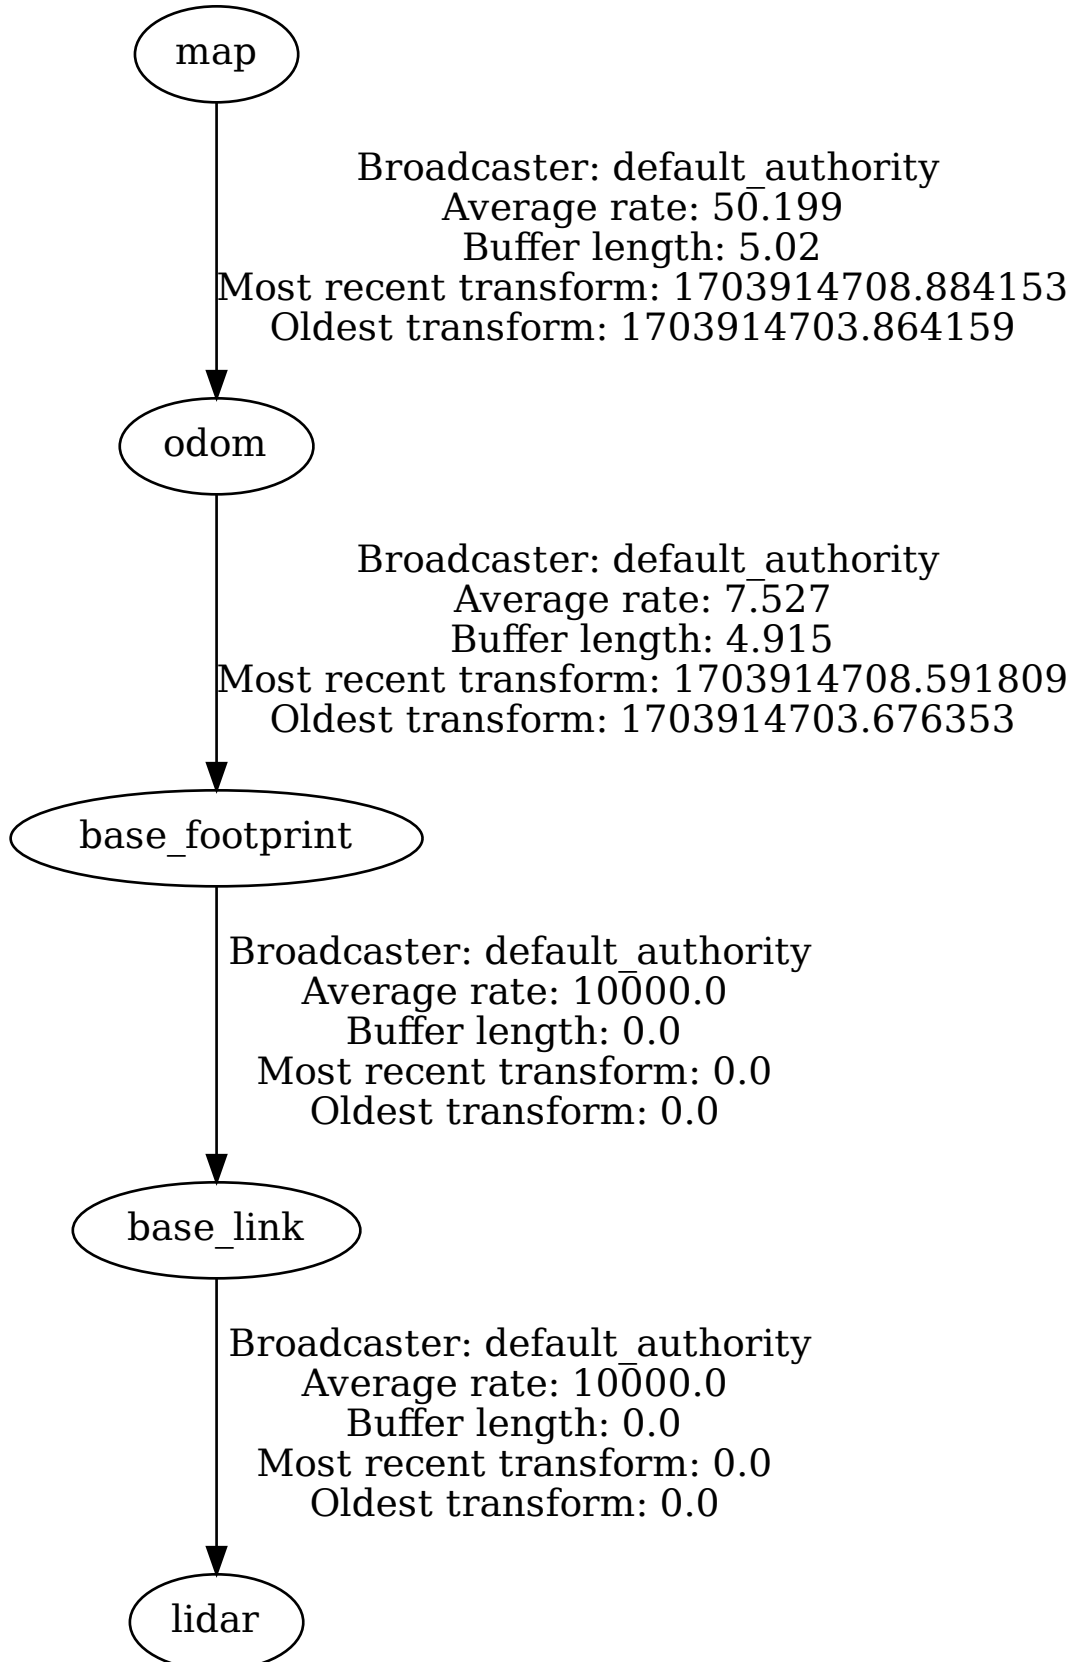 map
Broadcaster: default_authority
Average rate: 50.199
Buffer length: 5.02
Most recent transform: 1703914708.884153
Oldest transform: 1703914703.864159
odom
Broadcaster: default_authority
Average rate: 7.527
Buffer length: 4.915
Most recent transform: 1703914708.591809
Oldest transform: 1703914703.676353
base_footprint
Broadcaster: default_authority
Average rate: 10000.0
Buffer length: 0.0
Most recent transform: 0.0
Oldest transform: 0.0
base_link
Broadcaster: default_authority
Average rate: 10000.0
Buffer length: 0.0
Most recent transform: 0.0
Oldest transform: 0.0
lidar